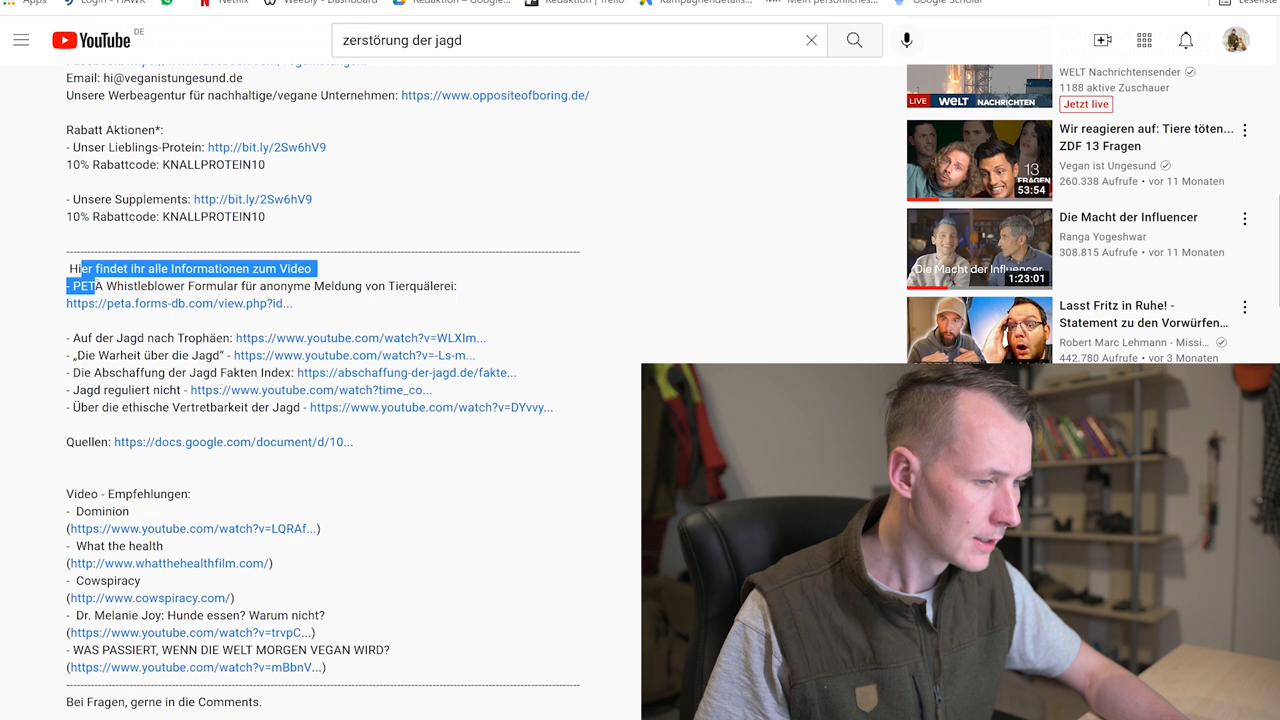 Apps
Netflix
Weebly - Dashboard
Redaktion – Google...
Redaktion | Trello
Kampagnendetails...
Mein persönliches...
Google Scholar
Leseliste
YouTube DE
zerstörung der jagd
Email: hi@veganistungesund.de
Unsere Werbeagentur für nachhaltige/vegane Unternehmen: https://www.oppositeofboring.de/
Rabatt Aktionen*:
- Unser Lieblings-Protein: http://bit.ly/2Sw6hV9
10% Rabattcode: KNALLPROTEIN10
- Unsere Supplements: http://bit.ly/2Sw6hV9
10% Rabattcode: KNALLPROTEIN10
Hier findet Ihr alle Informationen zum Video
- PETA Whistleblower Formular für anonyme Meldung von Tierquälerei:
https://peta.forms-db.com/view.php?id...
- Auf der Jagd nach Trophäen: https://www.youtube.com/watch?v=WLXIm...
- „Die Warheit über die Jagd“ - https://www.youtube.com/watch?v=-Ls-m...
- Die Abschaffung der Jagd Fakten Index: https://abschaffung-der-jagd.de/fakte...
- Jagd reguliert nicht - https://www.youtube.com/watch?time_co...
- Über die ethische Vertretbarkeit der Jagd - https://www.youtube.com/watch?v=DYvvy...
Quellen: https://docs.google.com/document/d/10...
Video - Empfehlungen:
- Dominion
(https://www.youtube.com/watch?v=LQRAf...)
- What the health
(http://www.whatthehealthfilm.com/)
- Cowspiracy
(http://www.cowspiracy.com/)
- Dr. Melanie Joy: Hunde essen? Warum nicht?
(https://www.youtube.com/watch?v=trvpC...)
- WAS PASSIERT, WENN DIE WELT MORGEN VEGAN WIRD?
(https://www.youtube.com/watch?v=mBbnV...)
Bei Fragen, gerne in die Comments.
LIVE WELT NACHRICHTEN
WELT Nachrichtensender
1188 aktive Zuschauer
Jetzt live
13
FRAGEN
53:54
Wir reagieren auf: Tiere töten...
ZDF 13 Fragen
Vegan ist Ungesund
260.338 Aufrufe • vor 11 Monaten
Die Macht der Influencer
1:23:01
Die Macht der Influencer
Ranga Yogeshwar
308.815 Aufrufe • vor 11 Monaten
Lasst Fritz in Ruhe! -
Statement zu den Vorwürfen...
Robert Marc Lehmann - Missi...
442.780 Aufrufe • vor 3 Monaten